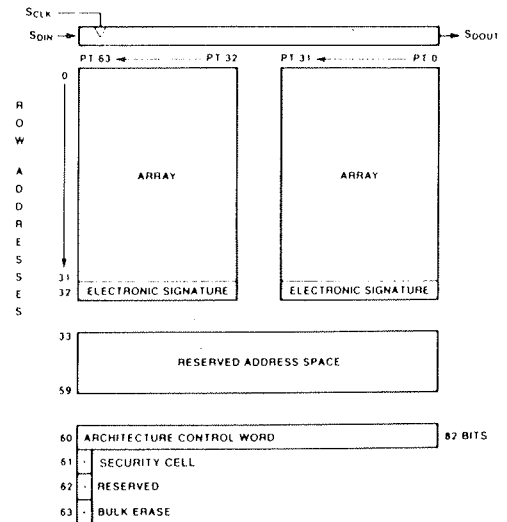 SCLK
SDIN
SDOUT
PT 63 PT 32 PT 31 PT 0
0
ROW ADDRESSES
ARRAY ARRAY
31
32 ELECTRONIC SIGNATURE ELECTRONIC SIGNATURE
33
RESERVED ADDRESS SPACE
59
60 ARCHITECTURE CONTROL WORD 82 BITS
61 SECURITY CELL
62 RESERVED
63 BULK ERASE